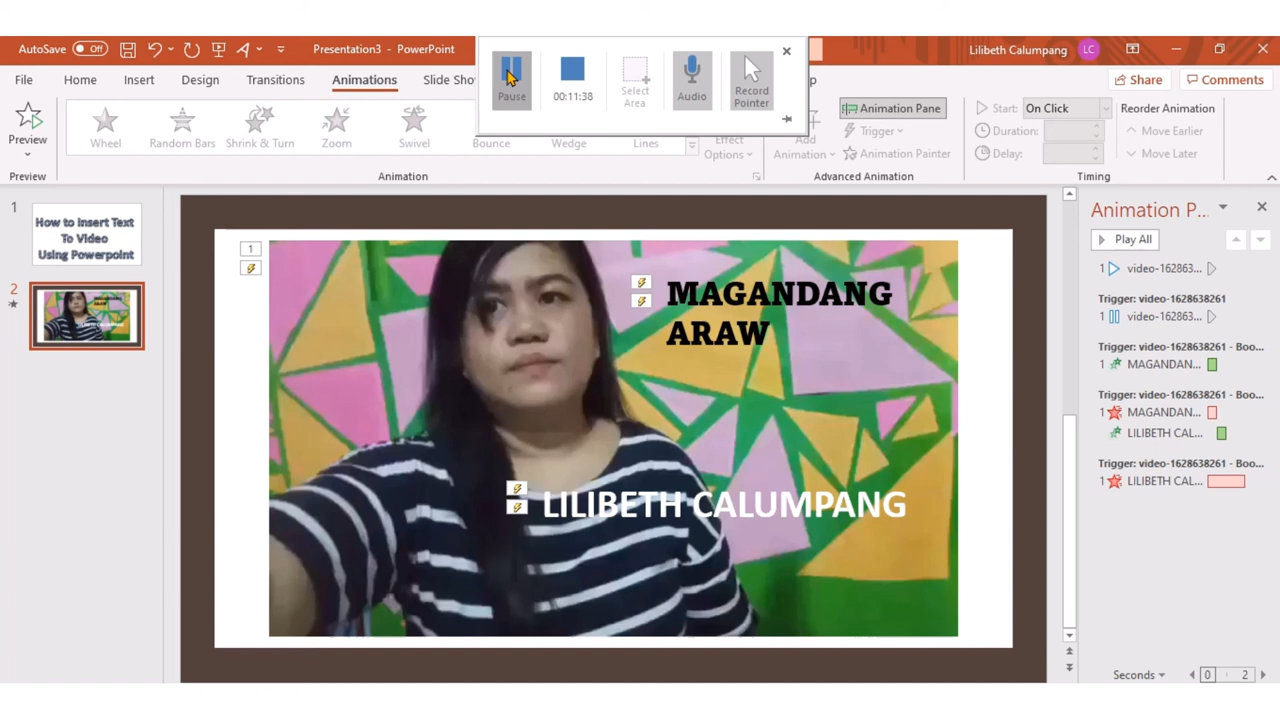 AutoSave Off
Presentation3 - PowerPoint
Lilibeth Calumpang LC
File Home Insert Design Transitions Animations Slide Sho
Share Comments
Pause
00:11:38
Select Area
Audio
Record Pointer
Preview
Wheel Random Bars Shrink & Turn Zoom Swivel Bounce Wedge Lines
Effect Options
Add Animation
Animation Pane
Trigger
Animation Painter
Start: On Click
Duration:
Delay:
Reorder Animation
Move Earlier
Move Later
Preview Animation Advanced Animation Timing
1
How to Insert Text
To Video
Using Powerpoint
2
MAGANDANG
ARAW
LILIBETH CALUMPANG
1
MAGANDANG
ARAW
LILIBETH CALUMPANG
Animation P...
Play All
1 video-162863...
Trigger: video-1628638261
1 video-162863...
Trigger: video-1628638261 - Boo...
1 MAGANDAN...
Trigger: video-1628638261 - Boo...
1 MAGANDAN...
LILIBETH CAL...
Trigger: video-1628638261 - Boo...
1 LILIBETH CAL...
Seconds 0 2